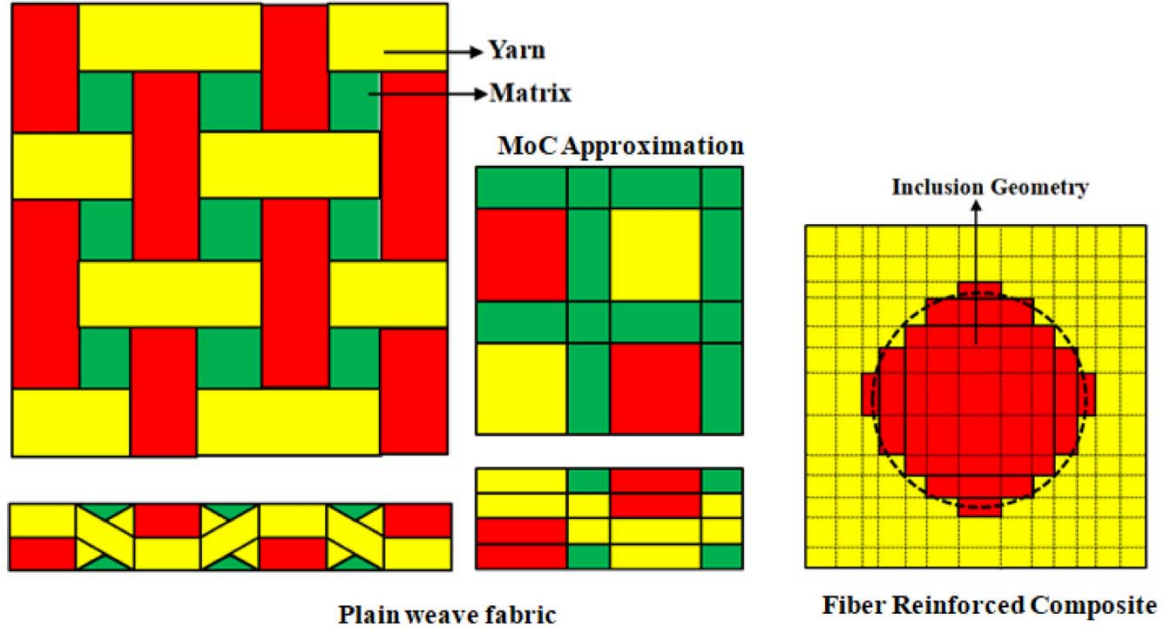 Yarn
Matrix
MoC Approximation
Inclusion Geometry
Plain weave fabric
Fiber Reinforced Composite